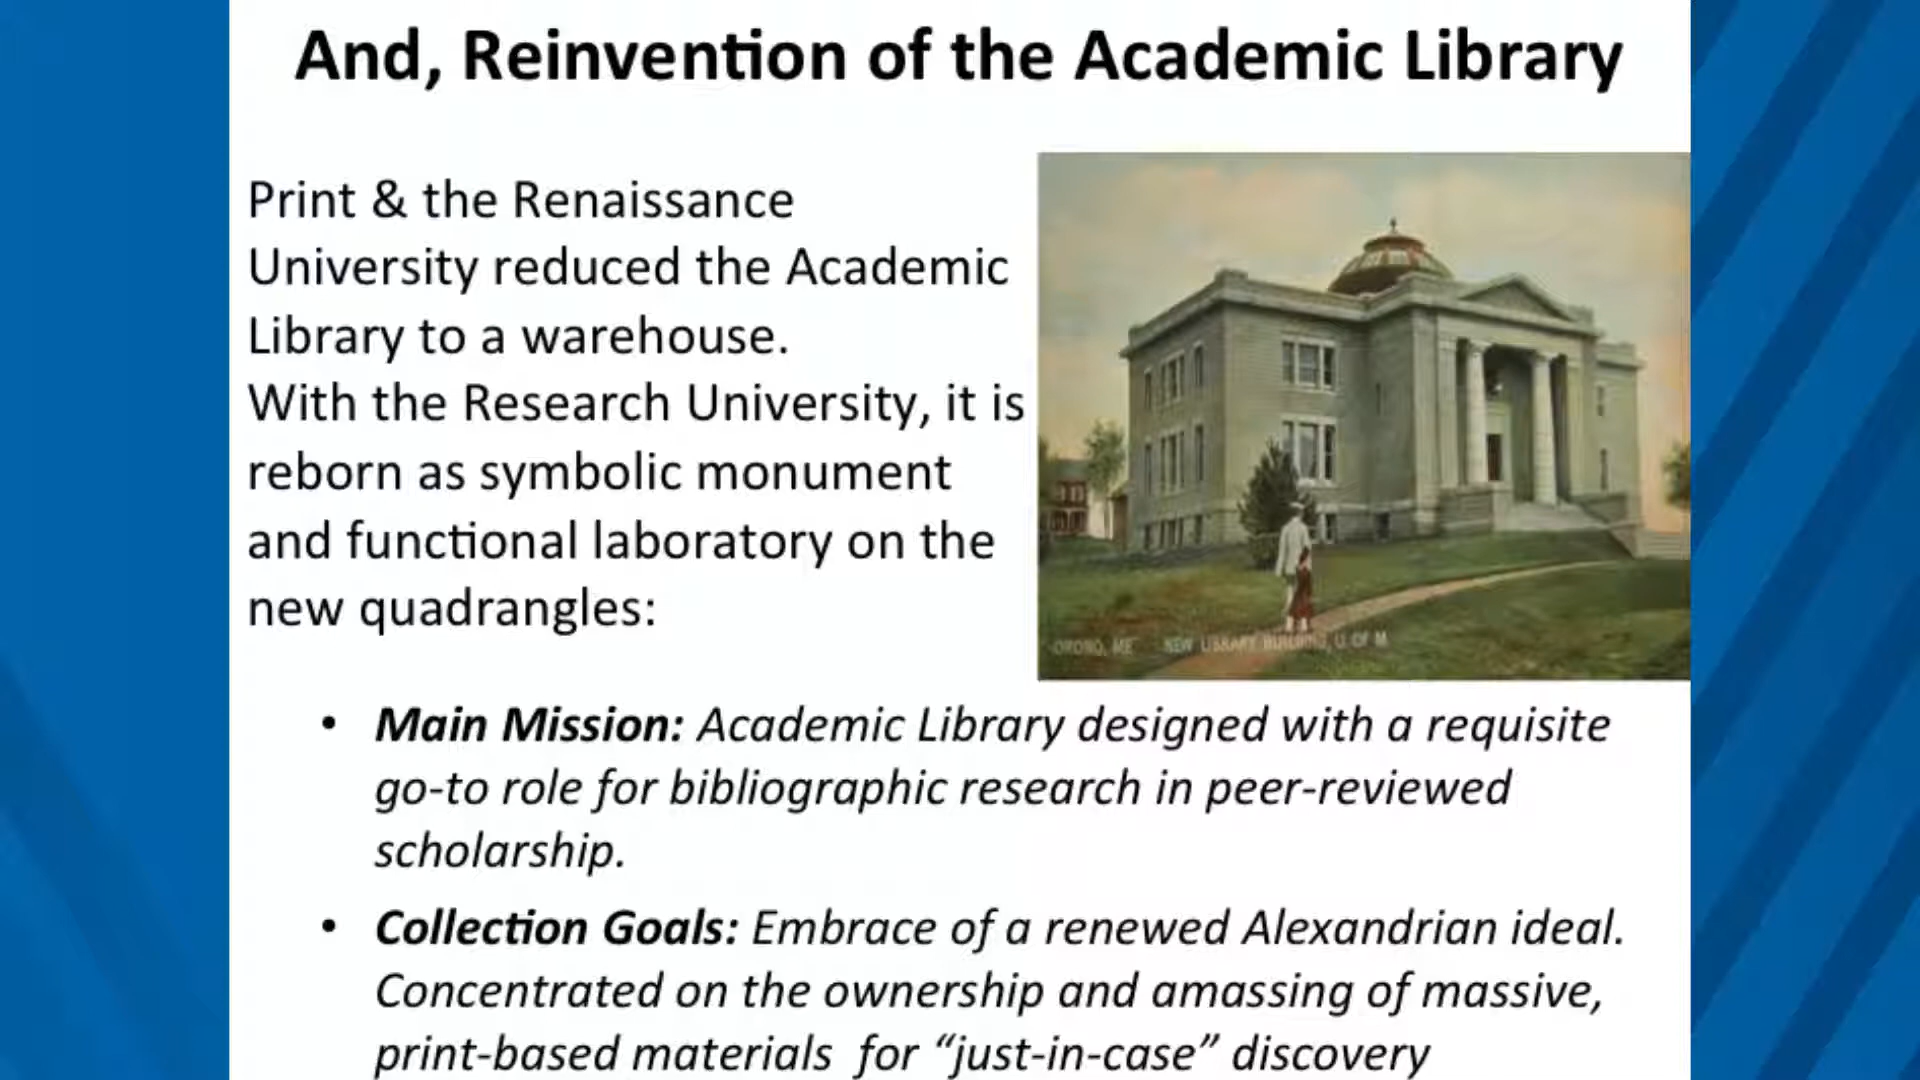 And, Reinvention of the Academic Library
Print & the Renaissance
University reduced the Academic
Library to a warehouse.
With the Research University, it is
reborn as symbolic monument
and functional laboratory on the
new quadrangles:
ORONO, ME NEW LIBRARY BUILDING, U. OF M.
• Main Mission: Academic Library designed with a requisite
go-to role for bibliographic research in peer-reviewed
scholarship.
• Collection Goals: Embrace of a renewed Alexandrian ideal.
Concentrated on the ownership and amassing of massive,
print-based materials for “just-in-case” discovery